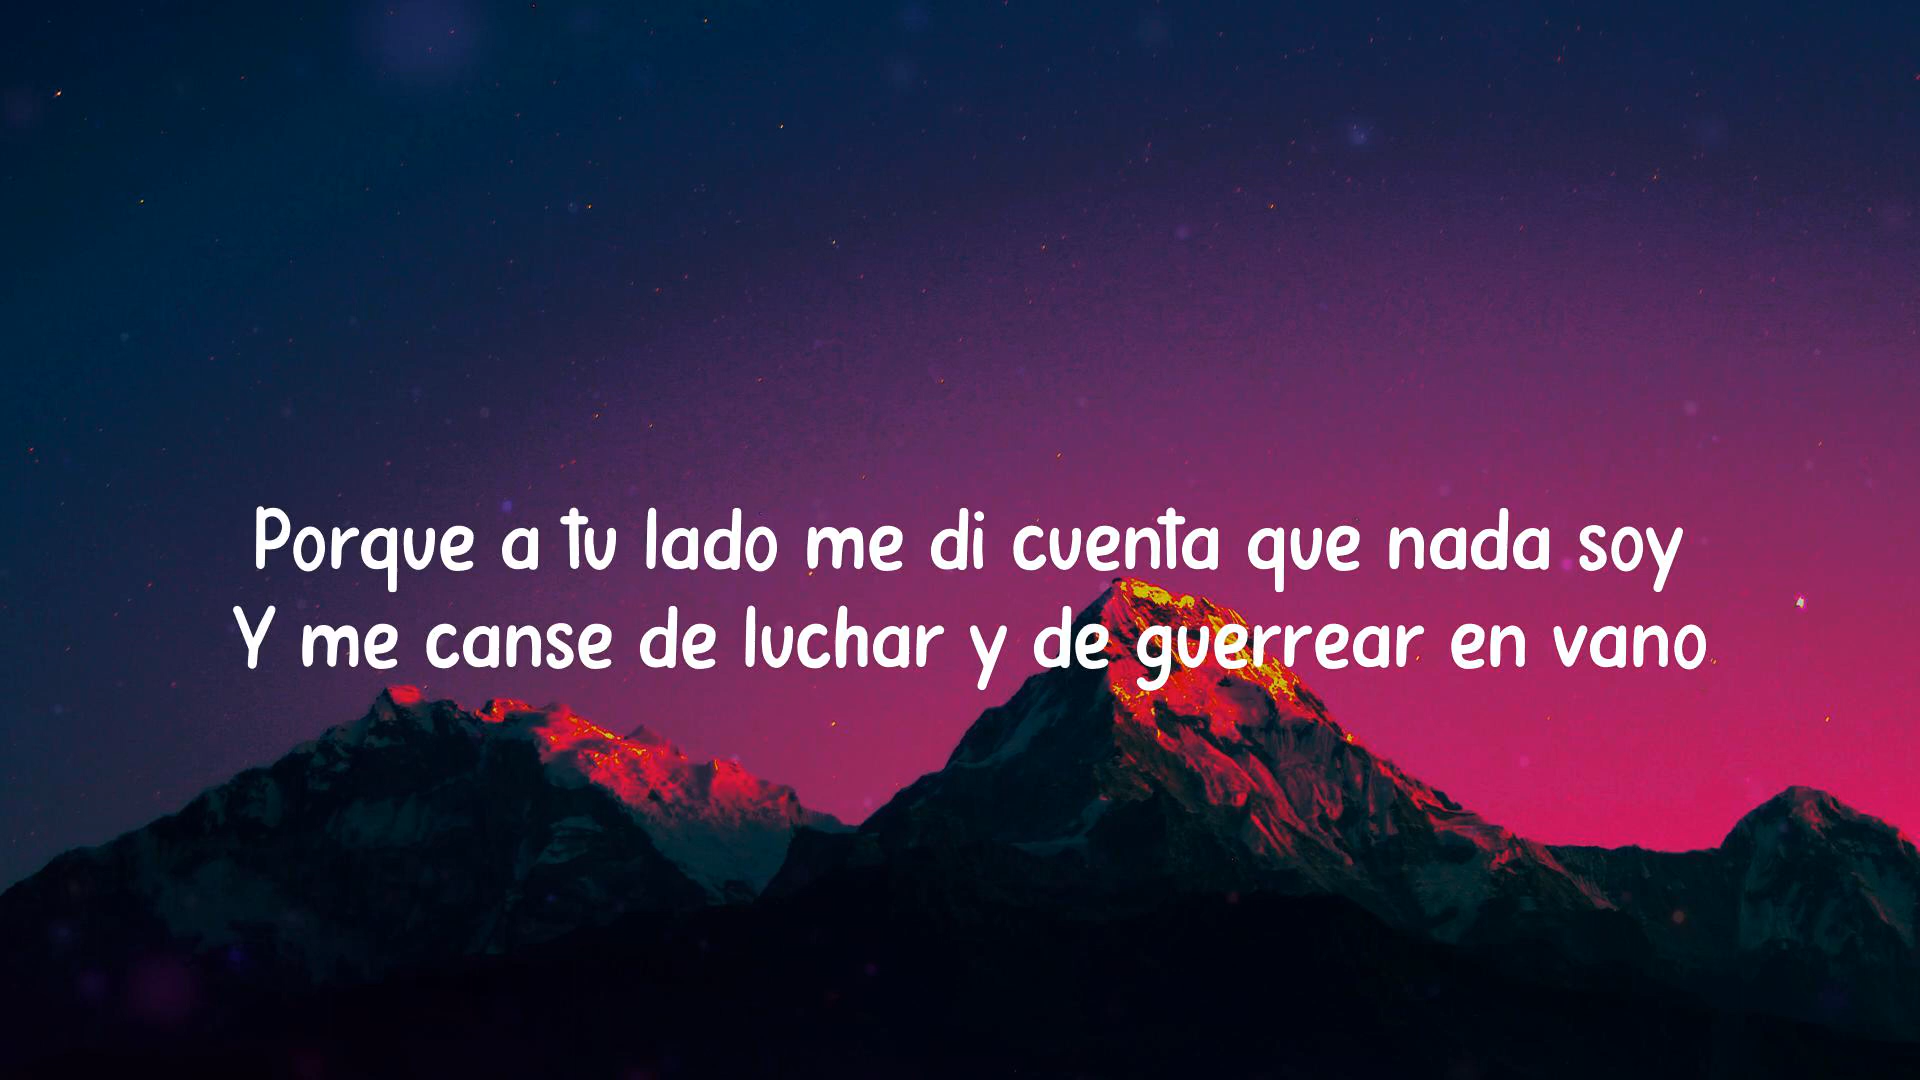 Porque a tu lado me di cuenta que nada soy
Y me canse de luchar y de guerrear en vano